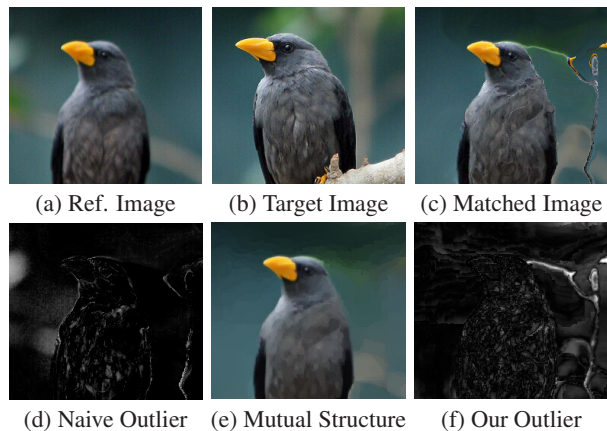 (a) Ref. Image
(b) Target Image
(c) Matched Image
(d) Naive Outlier
(e) Mutual Structure
(f) Our Outlier